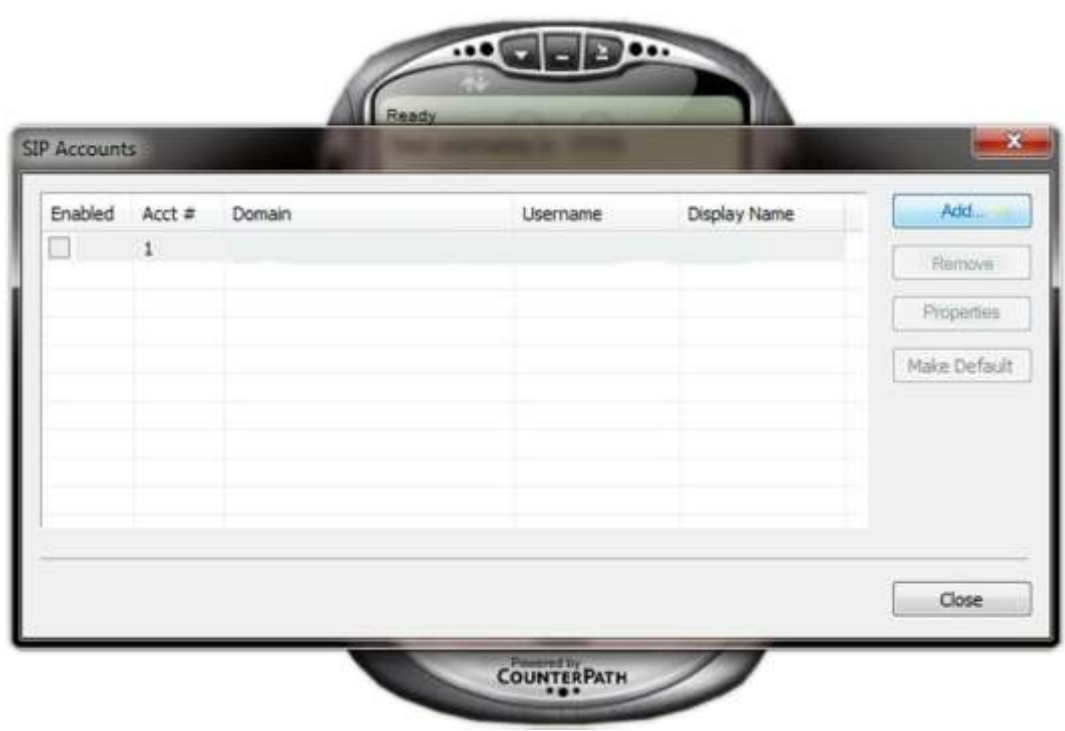 Ready
SIP Accounts
Enabled Acct # Domain Username Display Name
1
Add...
Remove
Properties
Make Default
Close
Powered by
COUNTERPATH